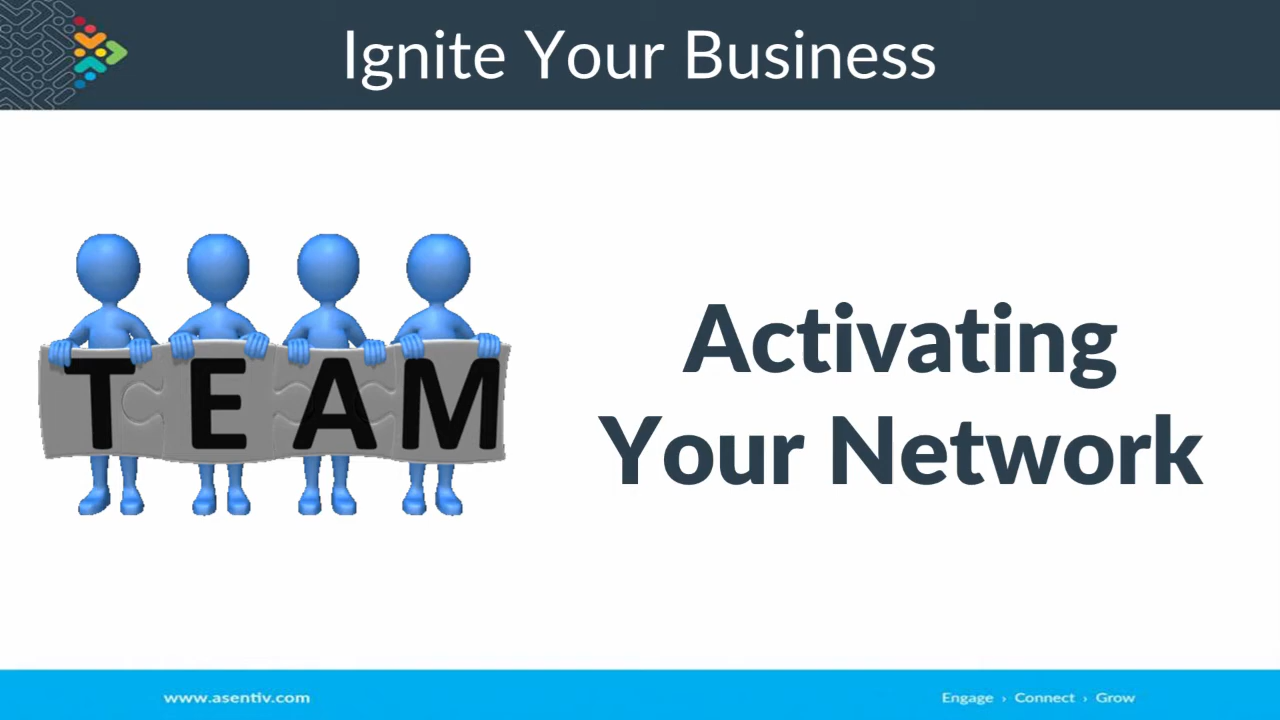 Ignite Your Business
TEAM
Activating
Your Network
www.asentiv.com
Engage › Connect › Grow